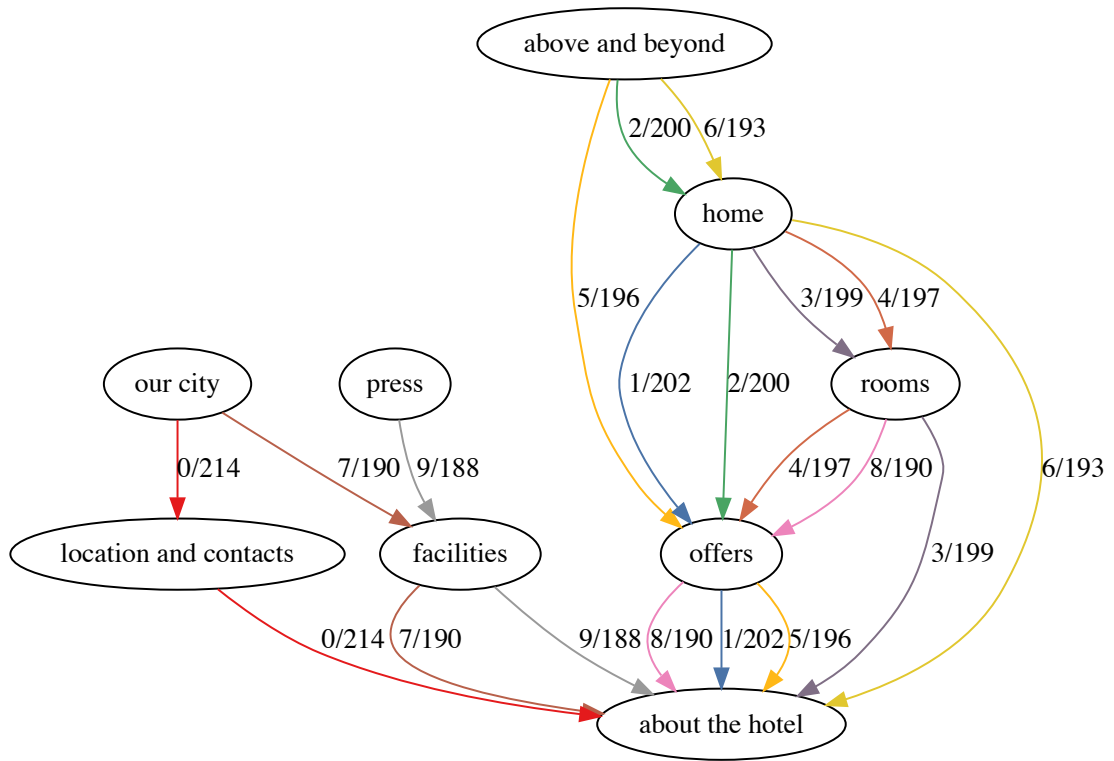 above and beyond
2/200 6/193
home
5/196 3/199 4/197
our city press 1/202 2/200 rooms
0/214 7/190 9/188 4/197 8/190 6/193
location and contacts facilities offers 3/199
0/214 7/190 9/188 8/190 1/202 5/196
about the hotel